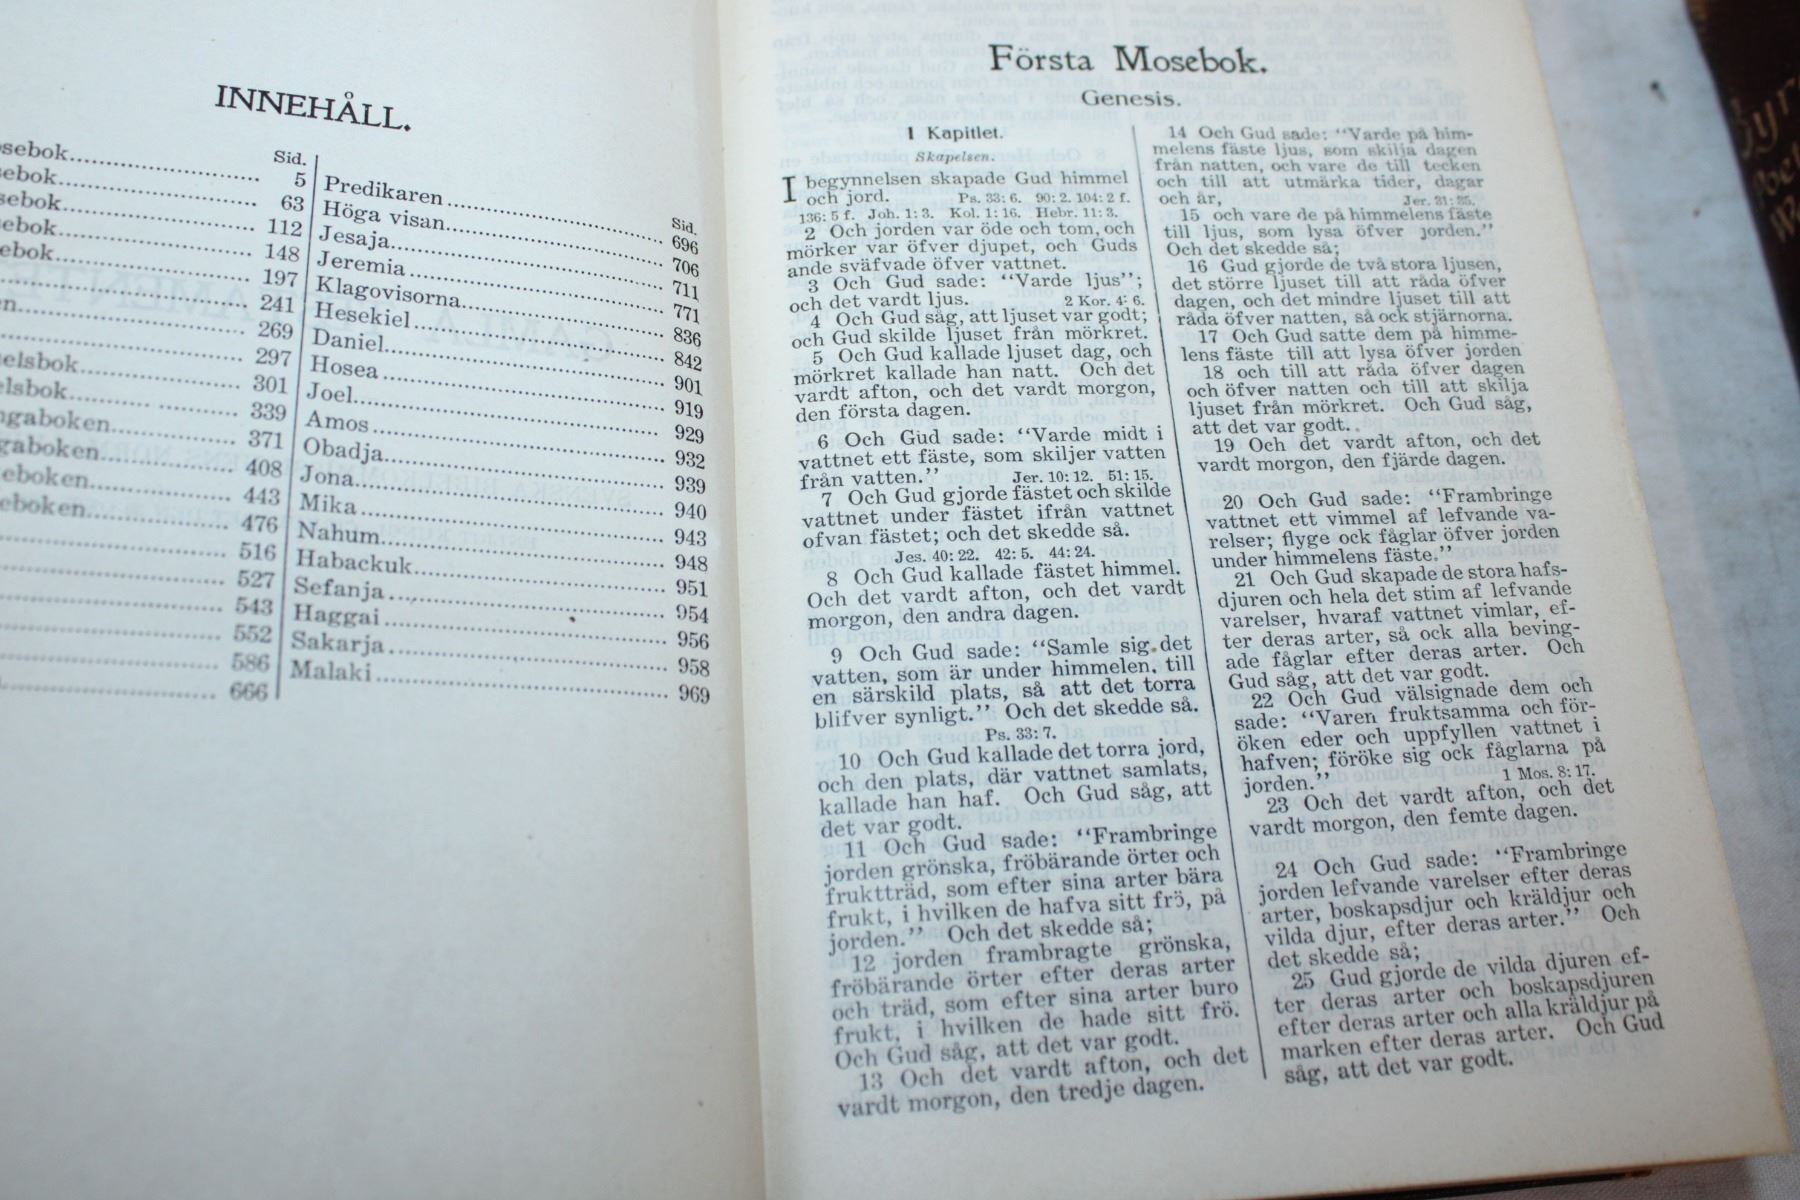 INNEHÅLL.
Sid.
5
63
112
148
197
241
269
297
301
339
371
408
443
476
516
527
543
552
586
666
Sid.
Predikaren 696
Höga visan 706
Jesaja 711
Jeremia 771
Klagovisorna 836
Hesekiel 842
Daniel 901
Hosea 919
Joel 929
Amos 932
Obadja 939
Jona 940
Mika 943
Nahum 948
Habackuk 951
Sefanja 954
Haggai 956
Sakarja 958
Malaki 969
Första Mosebok.
Genesis.
1 Kapitlet.
Skapelsen.
I begynnelsen skapade Gud himmel
och jord. Ps. 33: 6. 90: 2. 104: 2 f.
136: 5 f. Joh. 1: 3. Kol. 1: 16. Hebr. 11: 3.
2 Och jorden var öde och tom, och
mörker var öfver djupet, och Guds
ande sväfvade öfver vattnet.
3 Och Gud sade: “Varde ljus”;
och det vardt ljus. 2 Kor. 4: 6.
4 Och Gud såg, att ljuset var godt;
och Gud skilde ljuset från mörkret.
5 Och Gud kallade ljuset dag, och
mörkret kallade han natt. Och det
vardt afton, och det vardt morgon,
den första dagen.
6 Och Gud sade: “Varde midt i
vattnet ett fäste, som skiljer vatten
från vatten.” Jer. 10: 12. 51: 15.
7 Och Gud gjorde fästet och skilde
vattnet under fästet ifrån vattnet
ofvan fästet; och det skedde så.
Jes. 40: 22. 42: 5. 44: 24.
8 Och Gud kallade fästet himmel.
Och det vardt afton, och det vardt
morgon, den andra dagen.
9 Och Gud sade: “Samle sig det
vatten, som är under himmelen, till
en särskild plats, så att det torra
blifver synligt.” Och det skedde så.
Ps. 33: 7.
10 Och Gud kallade det torra jord,
och den plats, där vattnet samlats,
kallade han haf. Och Gud såg, att
det var godt.
11 Och Gud sade: “Frambringe
jorden grönska, fröbärande örter och
fruktträd, som efter sina arter bära
frukt, i hvilken de hafva sitt frö, på
jorden.” Och det skedde så;
12 jorden frambragte grönska,
fröbärande örter efter deras arter
och träd, som efter sina arter buro
frukt, i hvilken de hade sitt frö.
Och Gud såg, att det var godt.
13 Och det vardt afton, och det
vardt morgon, den tredje dagen.
14 Och Gud sade: “Varde på him-
melens fäste ljus, som skilja dagen
från natten, och vare de till tecken
och till att utmärka tider, dagar
och år, Jer. 31: 35.
15 och vare de på himmelens fäste
till ljus, som lysa öfver jorden.”
Och det skedde så;
16 Gud gjorde de två stora ljusen,
det större ljuset till att råda öfver
dagen, och det mindre ljuset till att
råda öfver natten, så ock stjärnorna.
17 Och Gud satte dem på himme-
lens fäste till att lysa öfver jorden
18 och till att råda öfver dagen
och öfver natten och till att skilja
ljuset från mörkret. Och Gud såg,
att det var godt.
19 Och det vardt afton, och det
vardt morgon, den fjärde dagen.
20 Och Gud sade: “Frambringe
vattnet ett vimmel af lefvande va-
relser; flyge ock fåglar öfver jorden
under himmelens fäste.”
21 Och Gud skapade de stora hafs-
djuren och hela det stim af lefvande
varelser, hvaraf vattnet vimlar, ef-
ter deras arter, så ock alla beving-
ade fåglar efter deras arter. Och
Gud såg, att det var godt.
22 Och Gud välsignade dem och
sade: “Varen fruktsamma och för-
öken eder och uppfyllen vattnet i
hafven; föröke sig ock fåglarna på
jorden.” 1 Mos. 8: 17.
23 Och det vardt afton, och det
vardt morgon, den femte dagen.
24 Och Gud sade: “Frambringe
jorden lefvande varelser efter deras
arter, boskapsdjur och kräldjur och
vilda djur, efter deras arter.” Och
det skedde så;
25 Gud gjorde de vilda djuren ef-
ter deras arter och boskapsdjuren
efter deras arter och alla kräldjur på
marken efter deras arter. Och Gud
såg, att det var godt.